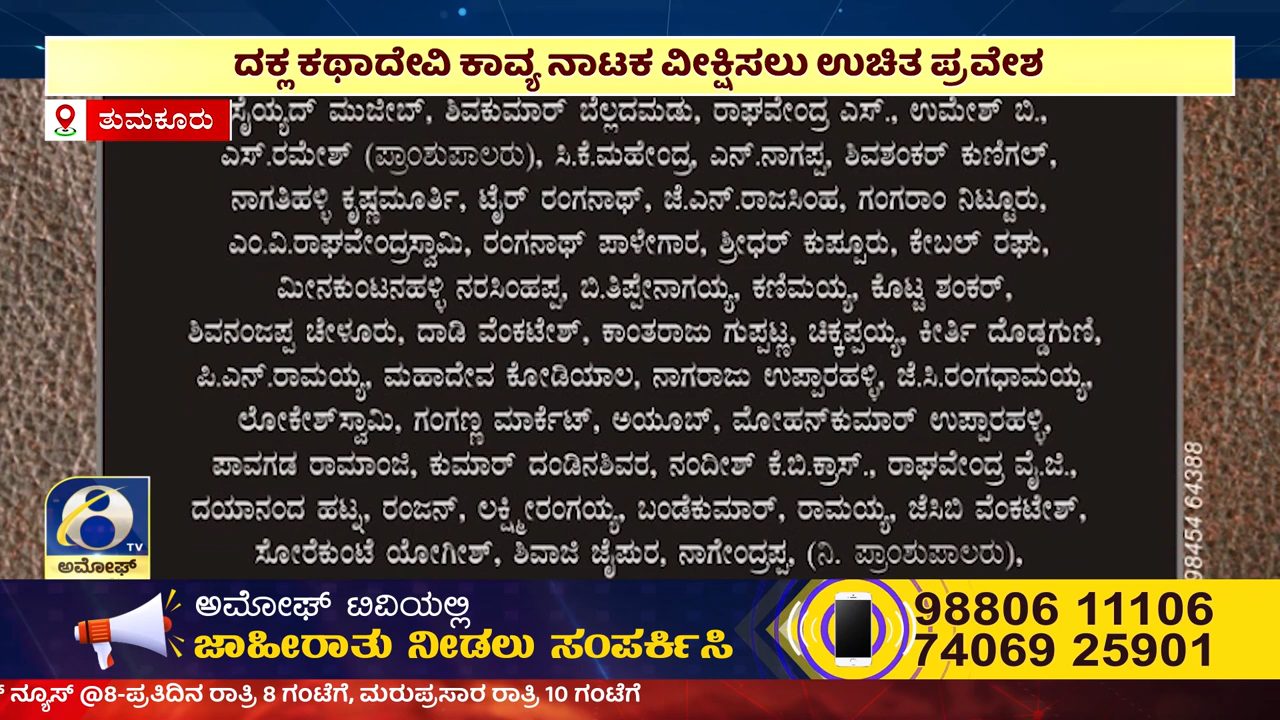 ದಕ್ಲ ಕಥಾದೇವಿ ಕಾವ್ಯ ನಾಟಕ ವೀಕ್ಷಿಸಲು ಉಚಿತ ಪ್ರವೇಶ
ತುಮಕೂರು
ಸೈಯ್ಯದ್ ಮುಜೀಬ್, ಶಿವಕುಮಾರ್ ಬೆಲ್ಲದಮಡು, ರಾಘವೇಂದ್ರ ಎಸ್., ಉಮೇಶ್ ಬಿ.,
ಎಸ್.ರಮೇಶ್ (ಪ್ರಾಂಶುಪಾಲರು), ಸಿ.ಕೆ.ಮಹೇಂದ್ರ, ಎನ್.ನಾಗಪ್ಪ, ಶಿವಶಂಕರ್ ಕುಣಿಗಲ್,
ನಾಗತಿಹಳ್ಳಿ ಕೃಷ್ಣಮೂರ್ತಿ, ಟೈರ್ ರಂಗನಾಥ್, ಜೆ.ಎನ್.ರಾಜಸಿಂಹ, ಗಂಗರಾಂ ನಿಟ್ಟೂರು,
ಎಂ.ವಿ.ರಾಘವೇಂದ್ರಸ್ವಾಮಿ, ರಂಗನಾಥ್ ಪಾಳೇಗಾರ, ಶ್ರೀಧರ್ ಕುಪ್ಪೂರು, ಕೇಬಲ್ ರಘು,
ಮೀನಕುಂಟನಹಳ್ಳಿ ನರಸಿಂಹಪ್ಪ, ಬಿ.ತಿಪ್ಪೇನಾಗಯ್ಯ, ಕಣಿಮಯ್ಯ, ಕೊಟ್ಟ ಶಂಕರ್,
ಶಿವನಂಜಪ್ಪ ಚೇಳೂರು, ದಾಡಿ ವೆಂಕಟೇಶ್, ಕಾಂತರಾಜು ಗುಪ್ಪಟ್ಣ, ಚಿಕ್ಕಪ್ಪಯ್ಯ, ಕೀರ್ತಿ ದೊಡ್ಡಗುಣಿ,
ಪಿ.ಎನ್.ರಾಮಯ್ಯ, ಮಹಾದೇವ ಕೋಡಿಯಾಲ, ನಾಗರಾಜು ಉಪ್ಪಾರಹಳ್ಳಿ, ಜೆ.ಸಿ.ರಂಗಧಾಮಯ್ಯ,
ಲೋಕೇಶ್‌ಸ್ವಾಮಿ, ಗಂಗಣ್ಣ ಮಾರ್ಕೆಟ್, ಅಯೂಬ್, ಮೋಹನ್‌ಕುಮಾರ್ ಉಪ್ಪಾರಹಳ್ಳಿ,
ಪಾವಗಡ ರಾಮಾಂಜಿ, ಕುಮಾರ್ ದಂಡಿನಶಿವರ, ನಂದೀಶ್ ಕೆ.ಬಿ.ಕ್ರಾಸ್., ರಾಘವೇಂದ್ರ ವೈ.ಜಿ.,
ದಯಾನಂದ ಹಟ್ನ, ರಂಜನ್, ಲಕ್ಷ್ಮೀರಂಗಯ್ಯ, ಬಂಡೆಕುಮಾರ್, ರಾಮಯ್ಯ, ಜೆಸಿಬಿ ವೆಂಕಟೇಶ್,
ಸೋರೆಕುಂಟೆ ಯೋಗೀಶ್, ಶಿವಾಜಿ ಜೈಪುರ, ನಾಗೇಂದ್ರಪ್ಪ, (ನಿ. ಪ್ರಾಂಶುಪಾಲರು),
98454 64388
8 TV
ಅಮೋಘ್
ಅಮೋಘ್ ಟಿವಿಯಲ್ಲಿ
ಜಾಹೀರಾತು ನೀಡಲು ಸಂಪರ್ಕಿಸಿ
98806 11106
74069 25901
ನ್ಯೂಸ್ @8-ಪ್ರತಿದಿನ ರಾತ್ರಿ 8 ಗಂಟೆಗೆ, ಮರುಪ್ರಸಾರ ರಾತ್ರಿ 10 ಗಂಟೆಗೆ